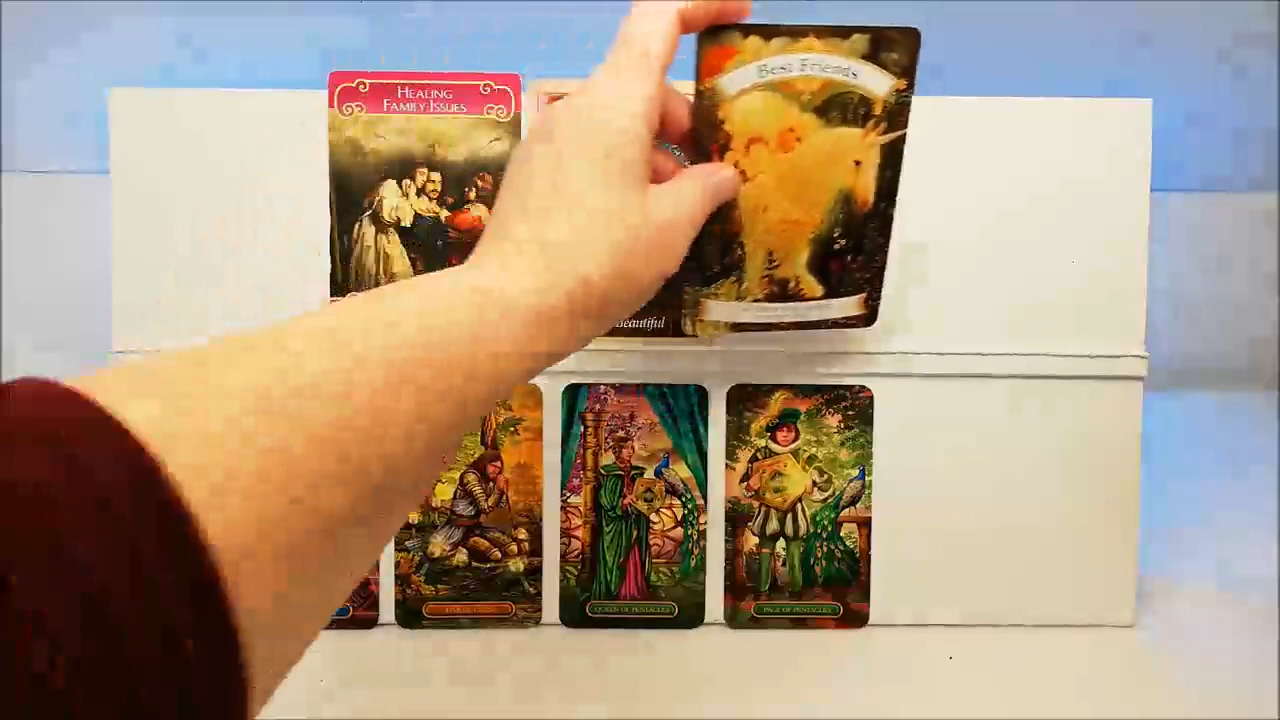 HEALING
FAMILY ISSUES
Best Friends
Beautiful
QUEEN OF PENTACLES
PAGE OF PENTACLES